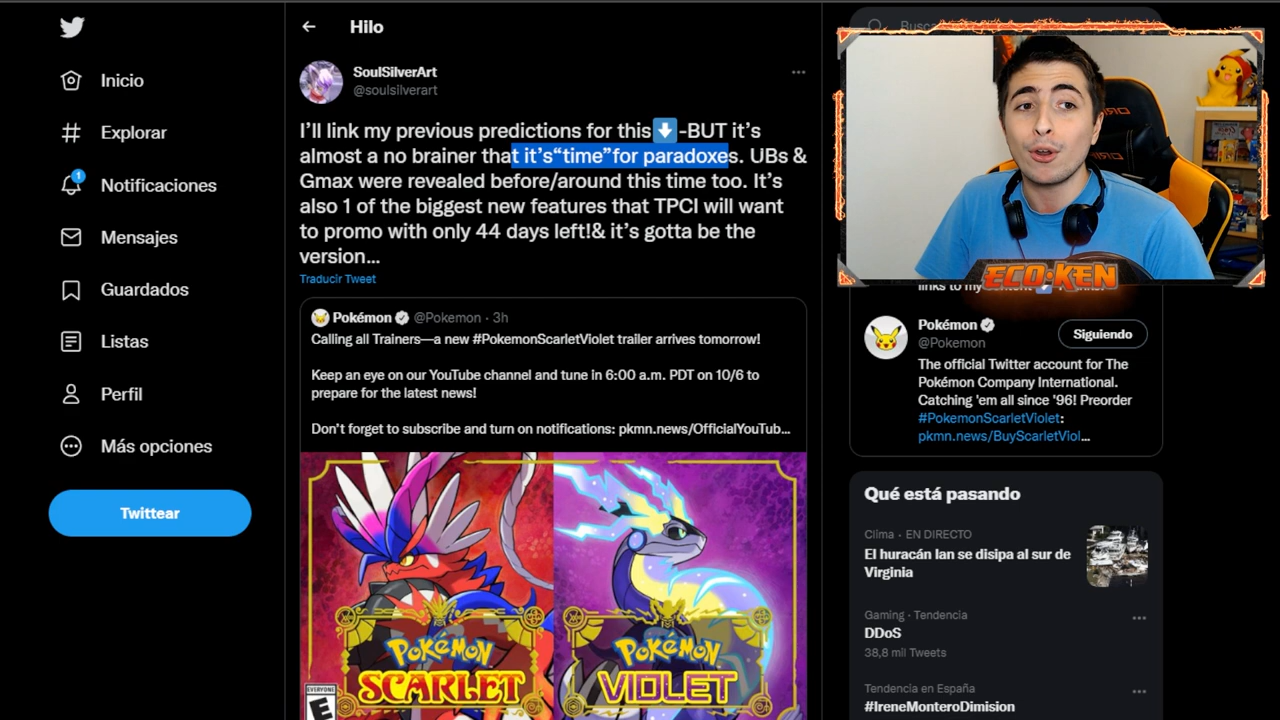 Inicio
Explorar
1
Notificaciones
Mensajes
Guardados
Listas
Perfil
Más opciones
Twittear
Hilo
SoulSilverArt
@soulsilverart
I'll link my previous predictions for this⬇-BUT it's
almost a no brainer that it's“time”for paradoxes. UBs &
Gmax were revealed before/around this time too. It's
also 1 of the biggest new features that TPCI will want
to promo with only 44 days left!& it's gotta be the
version...
Traducir Tweet
Pokémon @Pokemon · 3h
Calling all Trainers—a new #PokemonScarletViolet trailer arrives tomorrow!
Keep an eye on our YouTube channel and tune in 6:00 a.m. PDT on 10/6 to
prepare for the latest news!
Don't forget to subscribe and turn on notifications: pkmn.news/OfficialYouTub...
POKÉMON
SCARLET
POKÉMON
VIOLET
EVERYONE
E
Busc
ECO·KEN
links to my content
Pokémon
@Pokemon
Siguiendo
The official Twitter account for The
Pokémon Company International.
Catching 'em all since '96! Preorder
#PokemonScarletViolet:
pkmn.news/BuyScarletViol...
Qué está pasando
Clima · EN DIRECTO
El huracán Ian se disipa al sur de
Virginia
Gaming · Tendencia
DDoS
38,8 mil Tweets
Tendencia en España
#IreneMonteroDimision